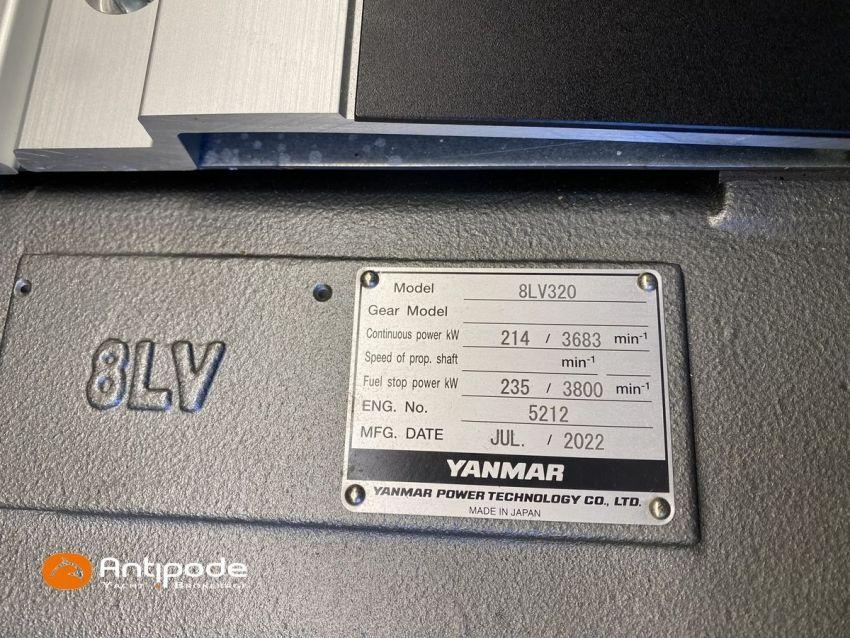 Model 8LV320
Gear Model
Continuous power kW 214 / 3683 min-1
Speed of prop. shaft min-1
Fuel stop power kW 235 / 3800 min-1
ENG. No. 5212
MFG. DATE JUL. / 2022
YANMAR
YANMAR POWER TECHNOLOGY CO., LTD.
MADE IN JAPAN
8LV
Antipode
YACHT BROKERAGE